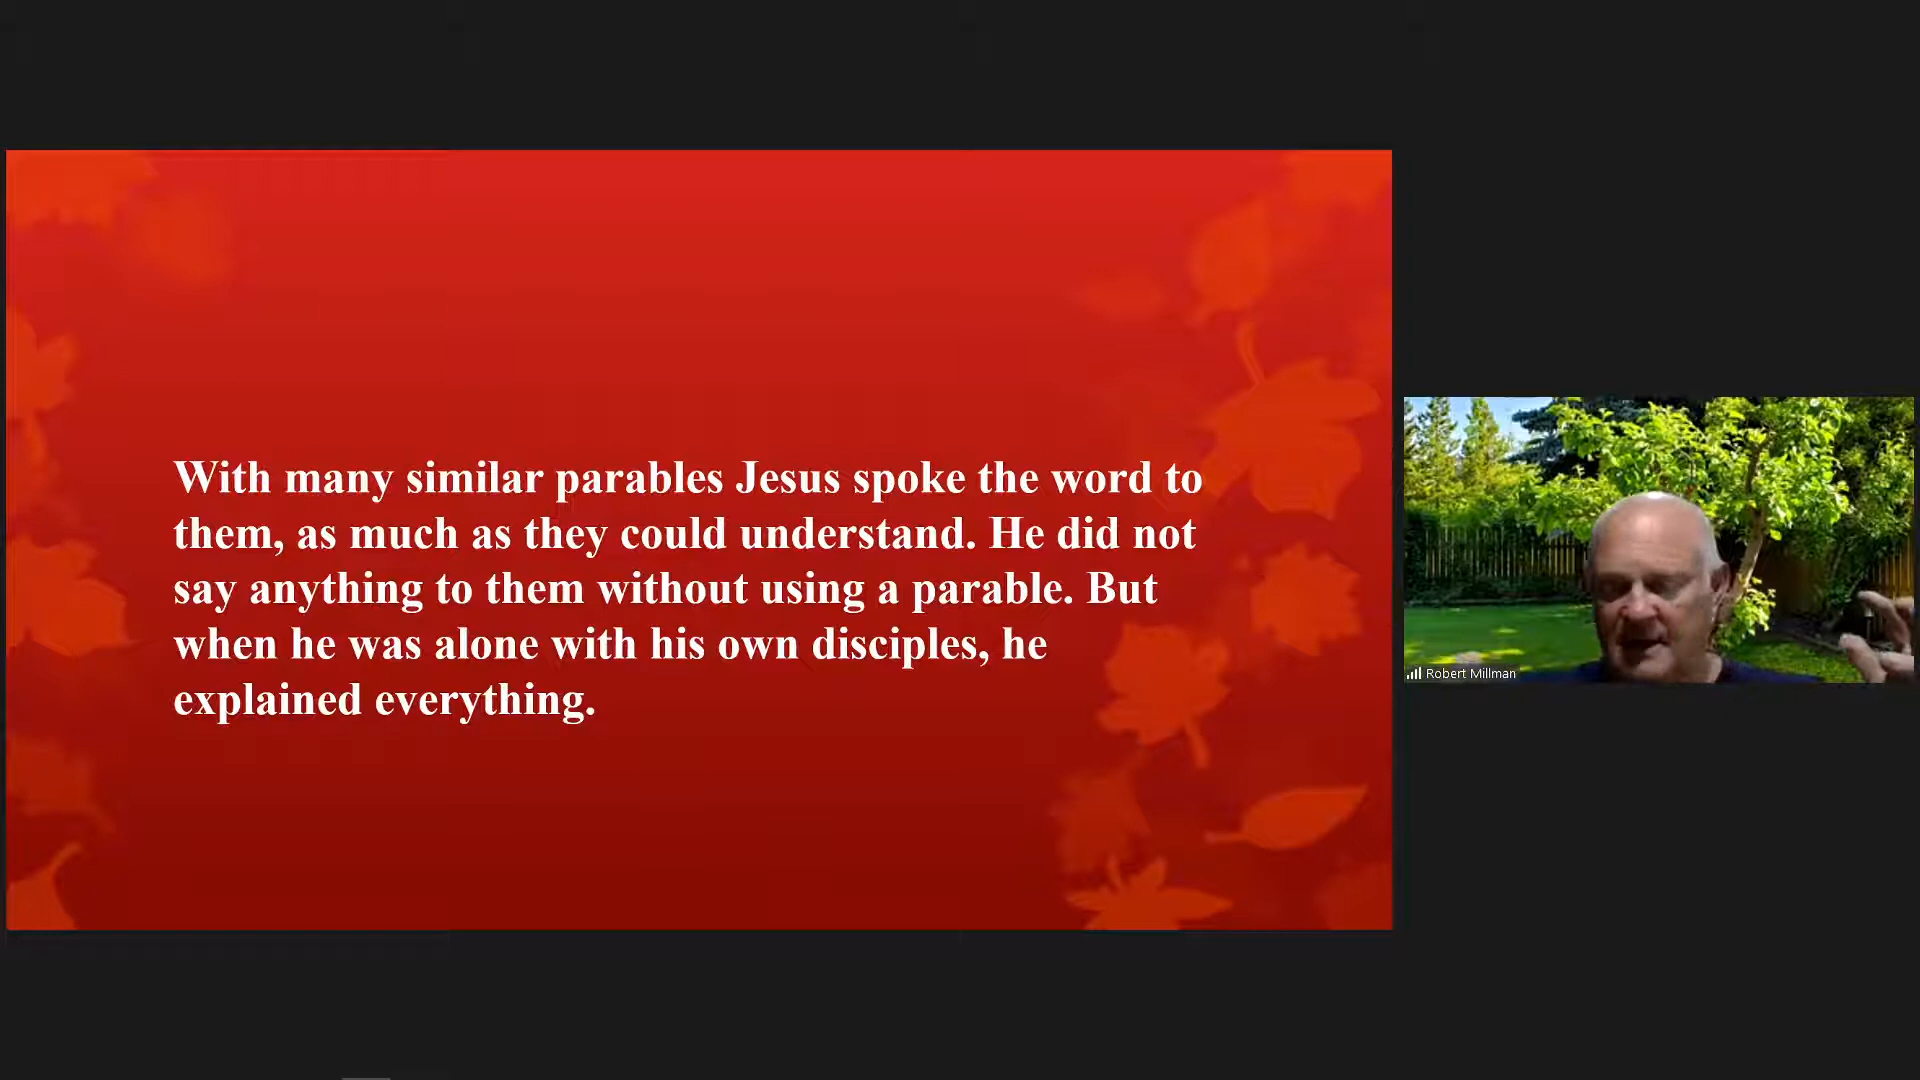 With many similar parables Jesus spoke the word to
them, as much as they could understand. He did not
say anything to them without using a parable. But
when he was alone with his own disciples, he
explained everything.
Robert Millman